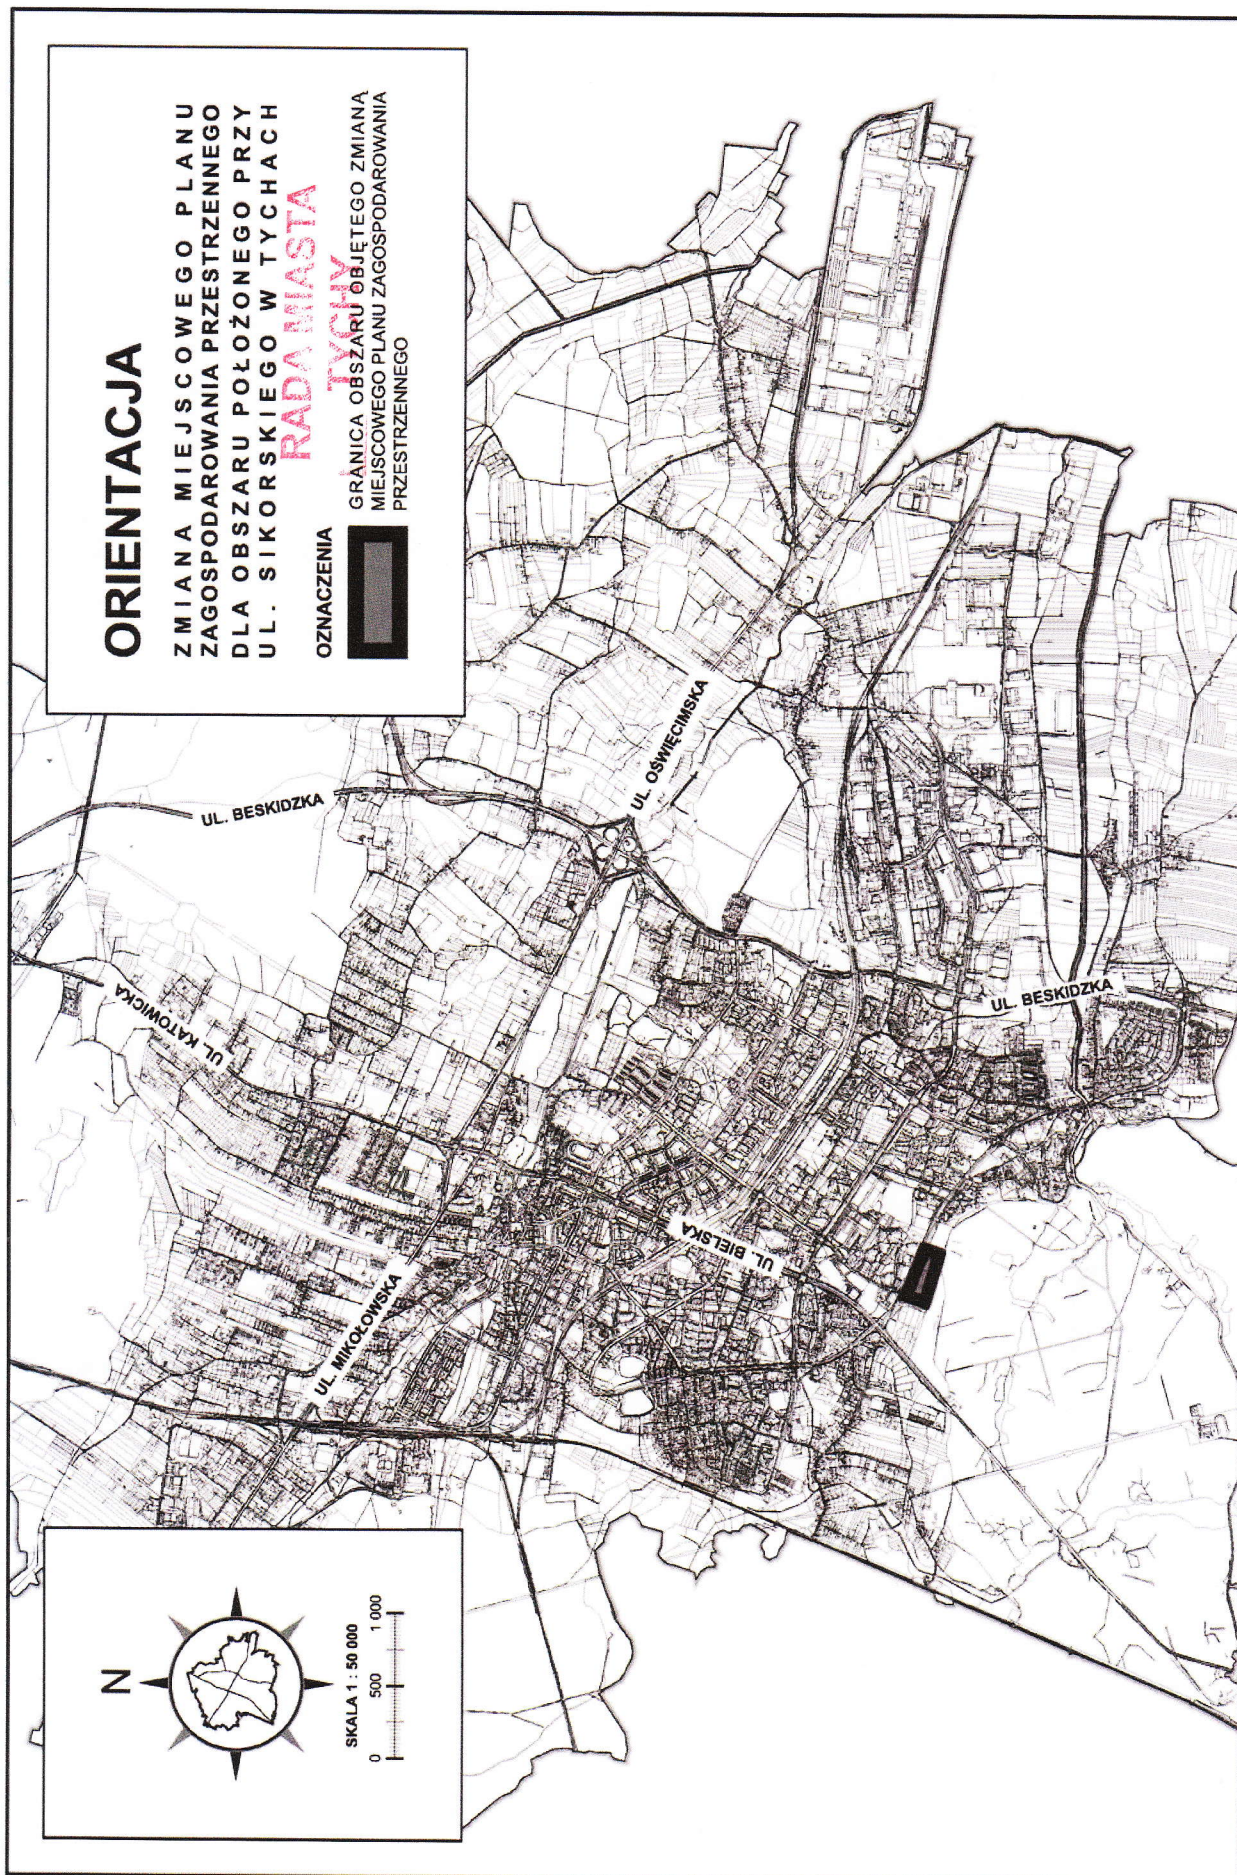 ORIENTACJA
ZMIANA MIEJSCOWEGO PLANU
ZAGOSPODAROWANIA PRZESTRZENNEGO
DLA OBSZARU POŁOŻONEGO PRZY
UL. SIKORSKIEGO W TYCHACH
RADA MIASTA
TYCHY
OZNACZENIA
GRANICA OBSZARU OBJĘTEGO ZMIANĄ
MIEJSCOWEGO PLANU ZAGOSPODAROWANIA
PRZESTRZENNEGO
UL. BESKIDZKA
UL. KATOWICKA
UL. OŚWIĘCIMSKA
UL. MIKOŁOWSKA
UL. BIELSKA
UL. BESKIDZKA
N
SKALA 1 : 50 000
0 500 1 000